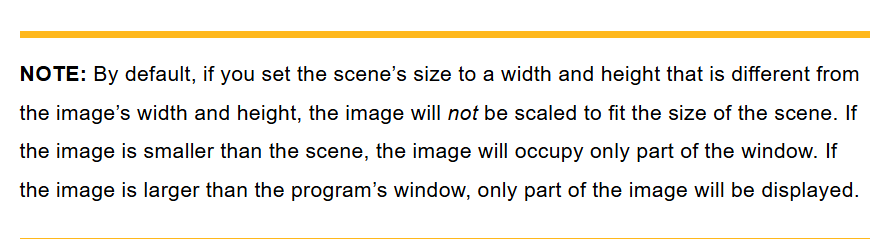 NOTE: By default, if you set the scene’s size to a width and height that is different from
the image’s width and height, the image will not be scaled to fit the size of the scene. If
the image is smaller than the scene, the image will occupy only part of the window. If
the image is larger than the program’s window, only part of the image will be displayed.